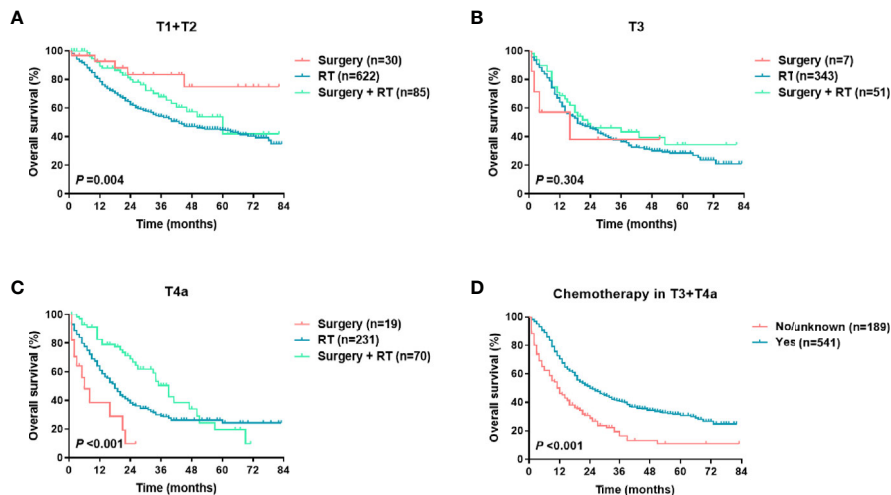 A
T1+T2
Overall survival (%)
100
80
60
40
20
0
0 12 24 36 48 60 72 84
Time (months)
P =0.004
Surgery (n=30)
RT (n=622)
Surgery + RT (n=85)
B
T3
Overall survival (%)
100
80
60
40
20
0
0 12 24 36 48 60 72 84
Time (months)
P =0.304
Surgery (n=7)
RT(n=343)
Surgery + RT (n=51)
C
T4a
Overall survival (%)
100
80
60
40
20
0
0 12 24 36 48 60 72 84
Time (months)
P <0.001
Surgery (n=19)
RT (n=231)
Surgery + RT (n=70)
D
Chemotherapy in T3+T4a
Overall survival (%)
100
80
60
40
20
0
0 12 24 36 48 60 72 84
Time (months)
P <0.001
No/unknown (n=189)
Yes (n=541)